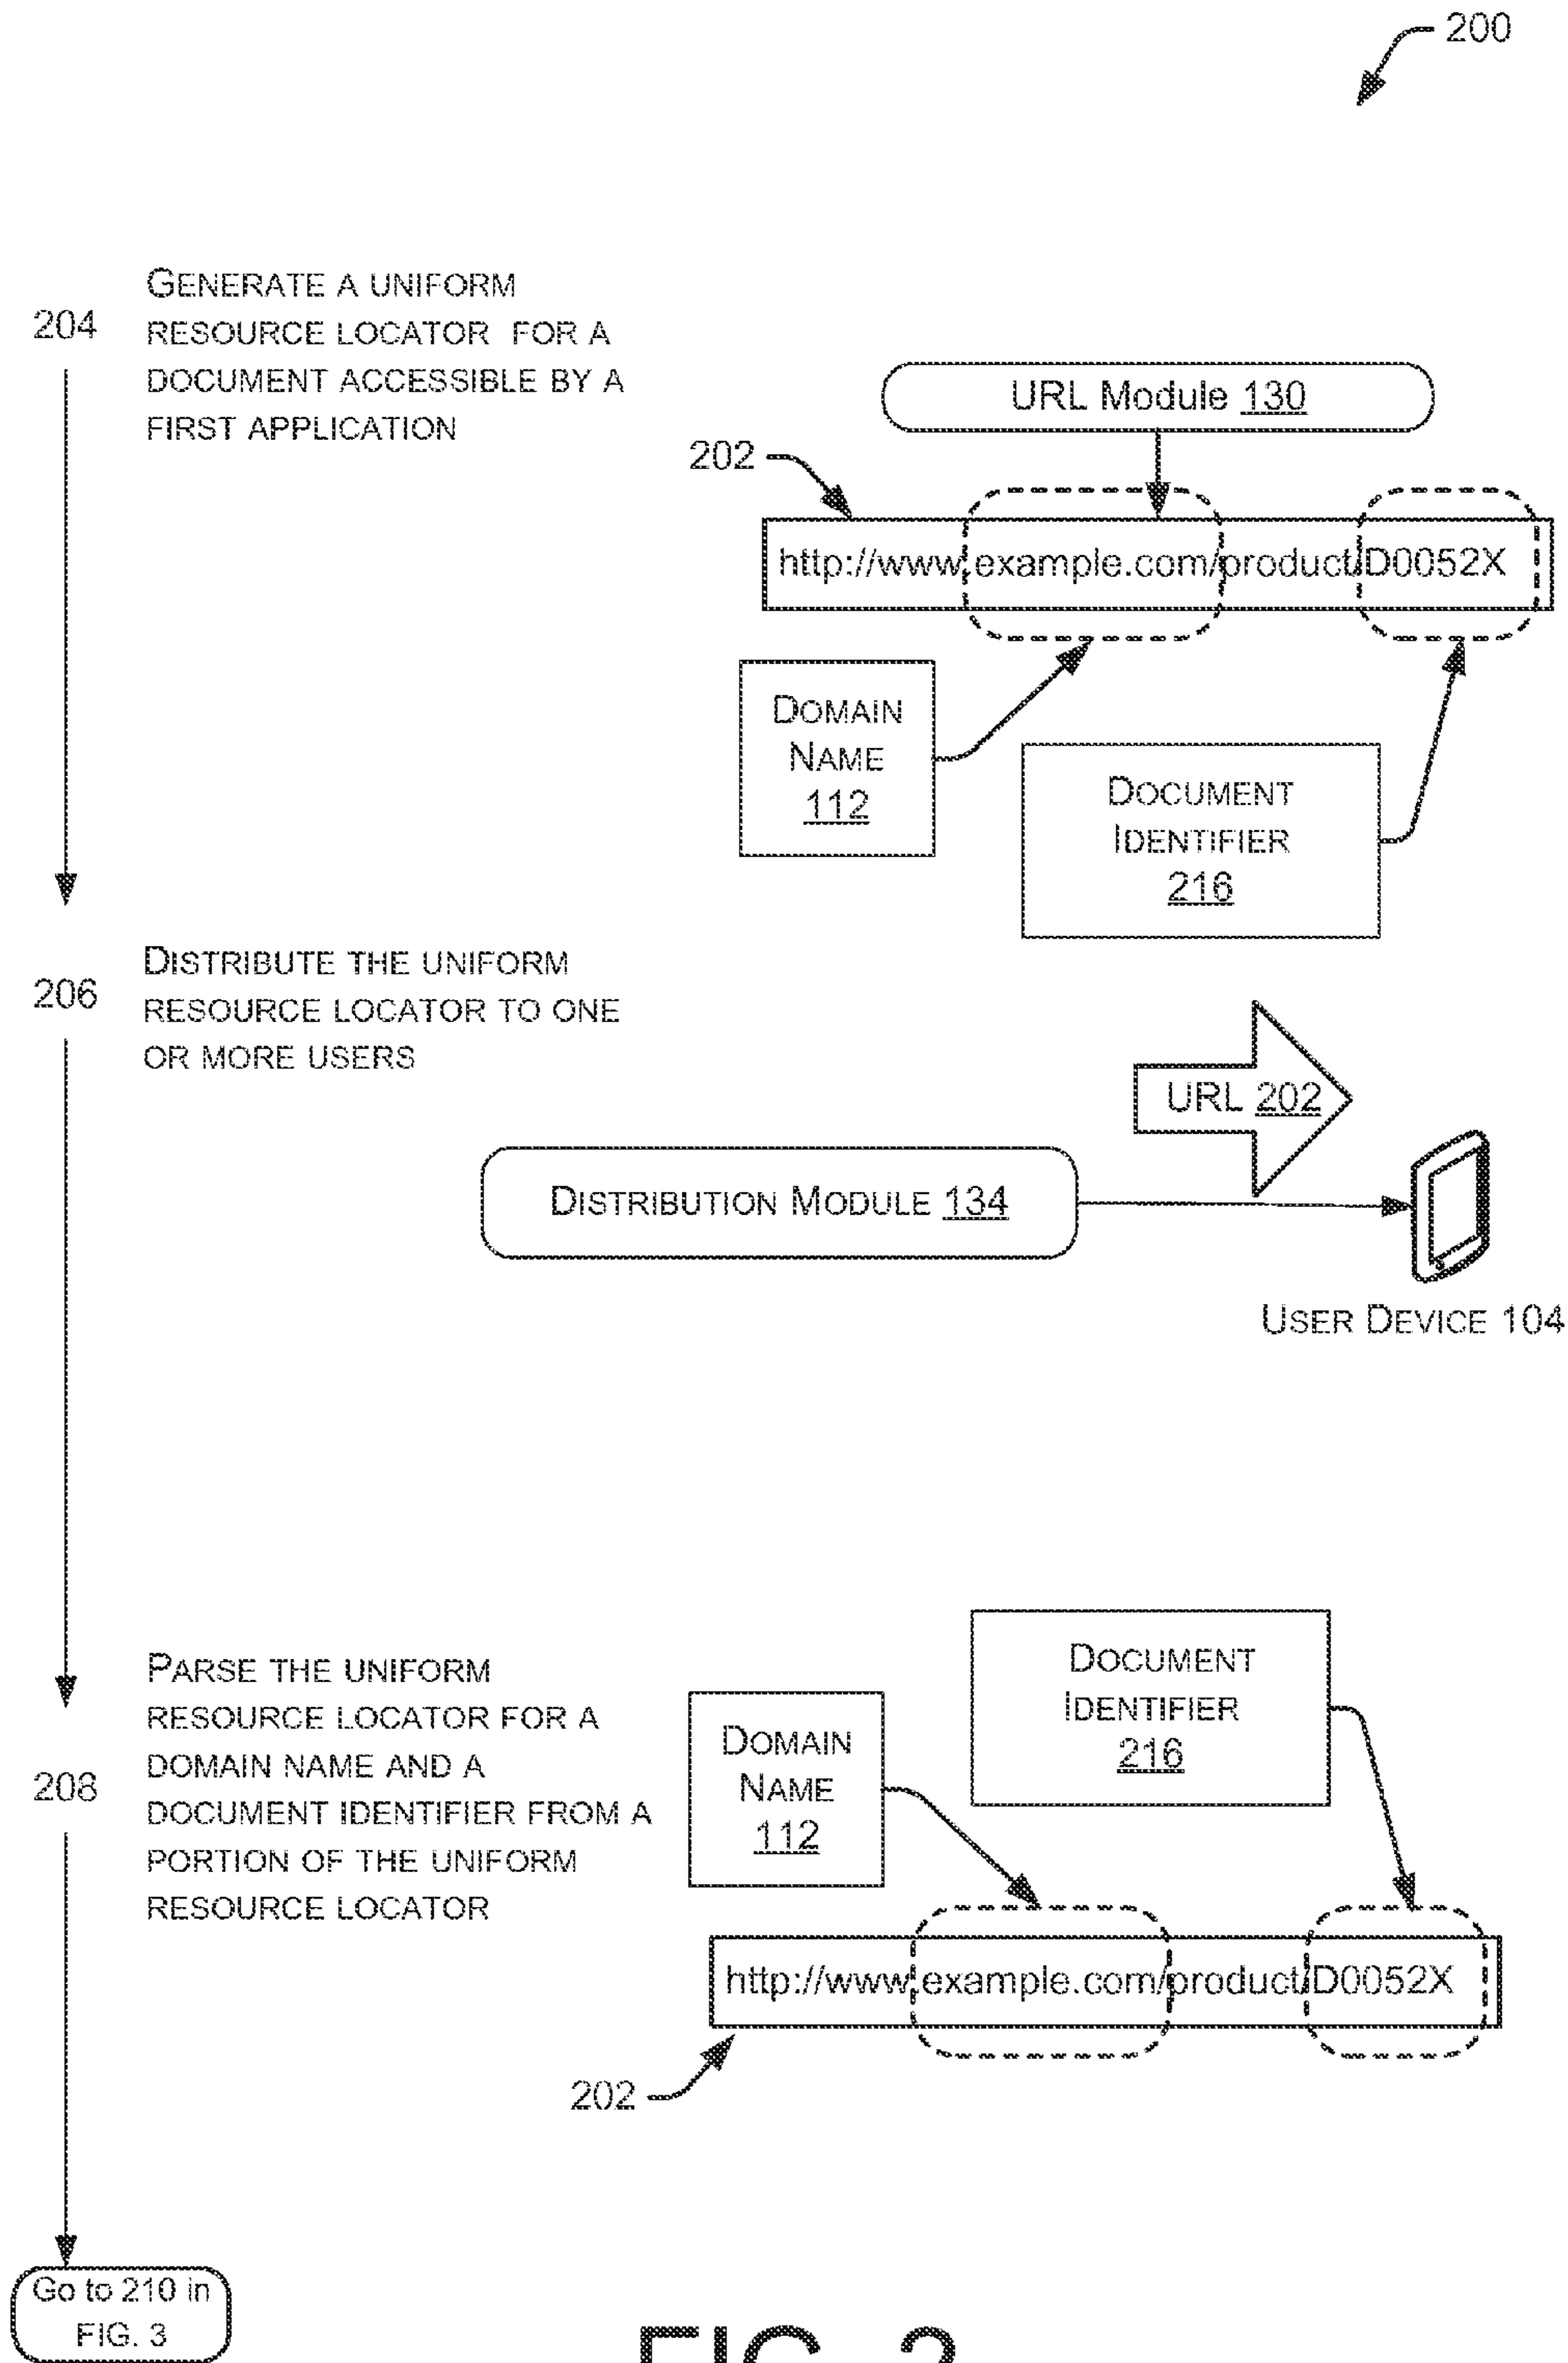 200
204
GENERATE A UNIFORM
RESOURCE LOCATOR FOR A
DOCUMENT ACCESSIBLE BY A
FIRST APPLICATION
URL Module 130
202
http://www.example.com/product/D0052X
DOMAIN
NAME
112
DOCUMENT
IDENTIFIER
216
206
DISTRIBUTE THE UNIFORM
RESOURCE LOCATOR TO ONE
OR MORE USERS
URL 202
DISTRIBUTION MODULE 134
USER DEVICE 104
208
PARSE THE UNIFORM
RESOURCE LOCATOR FOR A
DOMAIN NAME AND A
DOCUMENT IDENTIFIER FROM A
PORTION OF THE UNIFORM
RESOURCE LOCATOR
DOCUMENT
IDENTIFIER
216
DOMAIN
NAME
112
http://www.example.com/product/D0052X
202
Go to 210 in
FIG. 3
FIG. 2